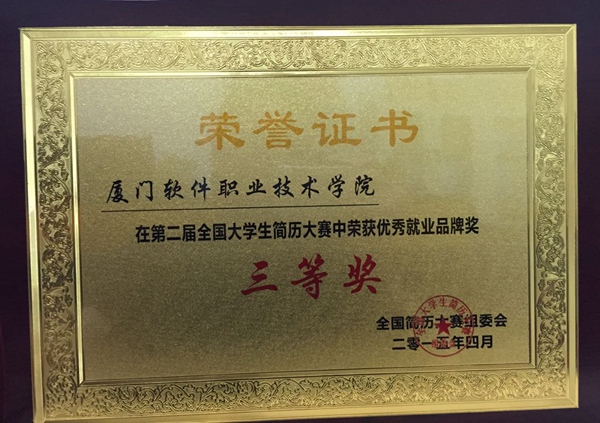 荣誉证书
厦门软件职业技术学院
在第二届全国大学生简历大赛中荣获优秀就业品牌奖
三等奖
全国简历大赛组委会
二零一 年四月